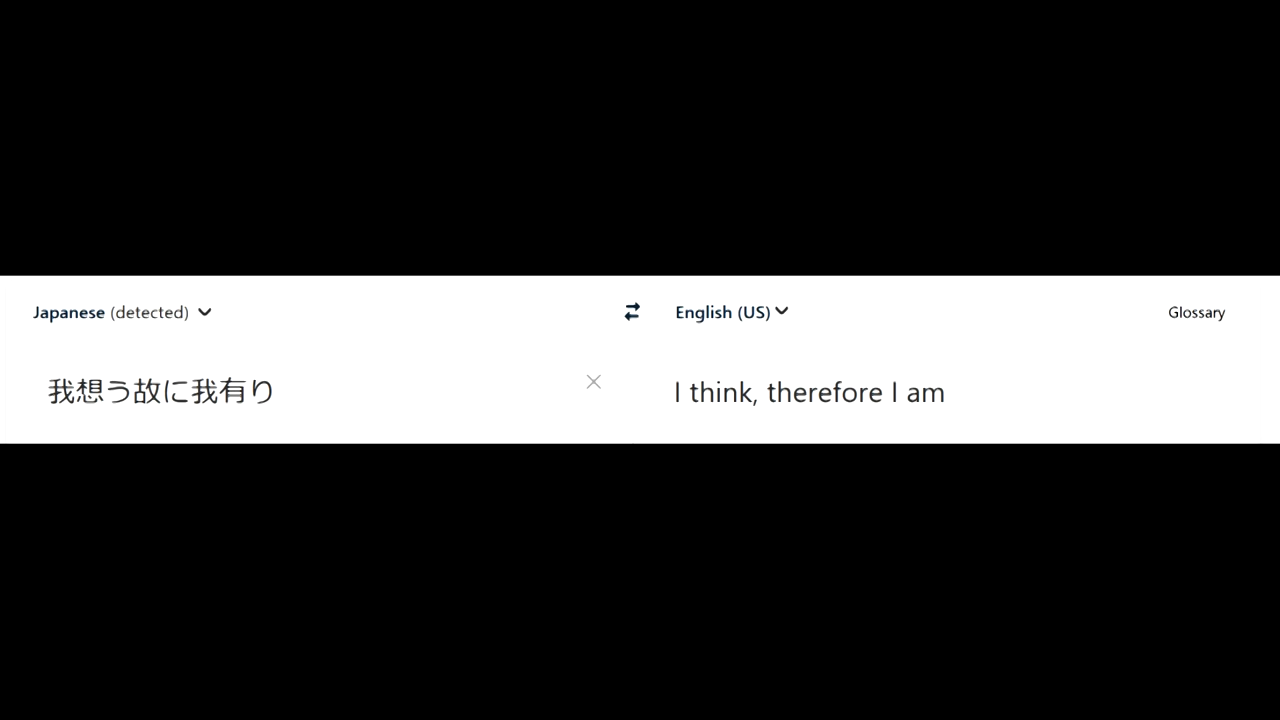 Japanese (detected) English (US) Glossary
我想う故に我有り I think, therefore I am